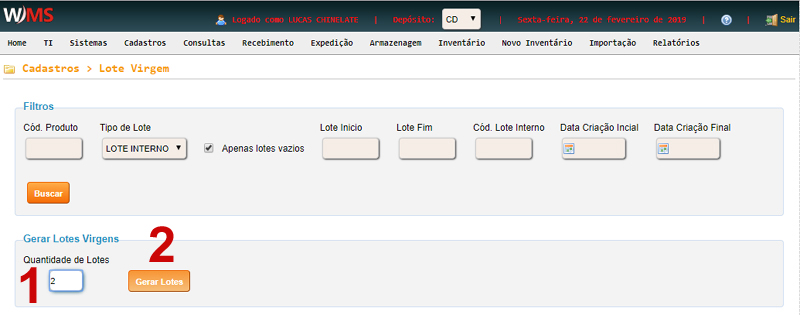 WMS
Logado como LUCAS CHINELATE | Depósito: CD | Sexta-feira, 22 de fevereiro de 2019 | Sair
Home TI Sistemas Cadastros Consultas Recebimento Expedição Armazenagem Inventário Novo Inventário Importação Relatórios
Cadastros > Lote Virgem
Filtros
Cód. Produto Tipo de Lote Lote Inicio Lote Fim Cód. Lote Interno Data Criação Incial Data Criação Final
LOTE INTERNO Apenas lotes vazios
Buscar
Gerar Lotes Virgens
2
Quantidade de Lotes
1 2 Gerar Lotes